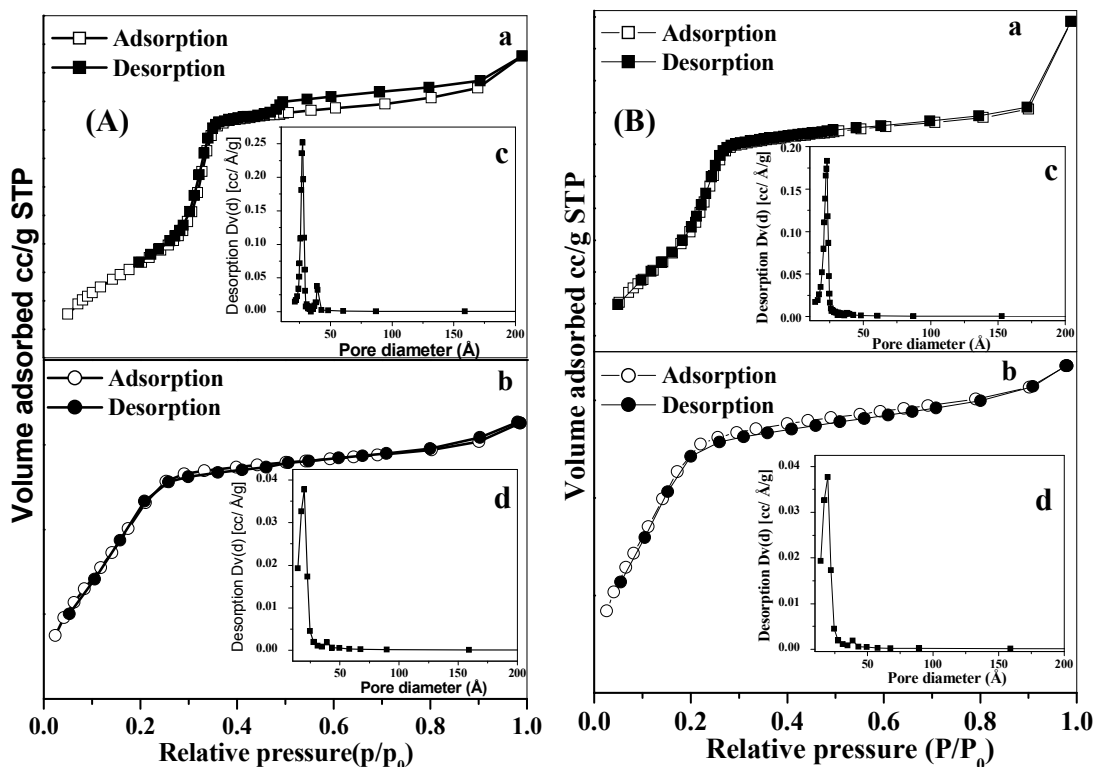 Adsorption
Desorption
a
(A)
c
0.25
0.20
0.15
0.10
0.05
0.00
Desorption Dv(d) [cc/ Å/g]
50
100
150
200
Pore diameter (Å)
Adsorption
Desorption
b
d
0.04
0.03
0.02
0.01
0.00
Desorption Dv(d) [cc/ Å/g]
50
100
150
200
Pore diameter (Å)
Volume adsorbed cc/g STP
0.0
0.2
0.4
0.6
0.8
1.0
Relative pressure(p/p0)
Adsorption
Desorption
a
(B)
c
0.20
0.15
0.10
0.05
0.00
Desorption Dv(d) [cc/ Å/g]
50
100
150
200
Pore diameter (Å)
Adsorption
Desorption
b
d
0.04
0.03
0.02
0.01
0.00
Desorption Dv(d) [cc/ Å/g]
50
100
150
200
Pore diameter (Å)
Volume adsorbed cc/g STP
0.0
0.2
0.4
0.6
0.8
1.0
Relative pressure (P/P0)